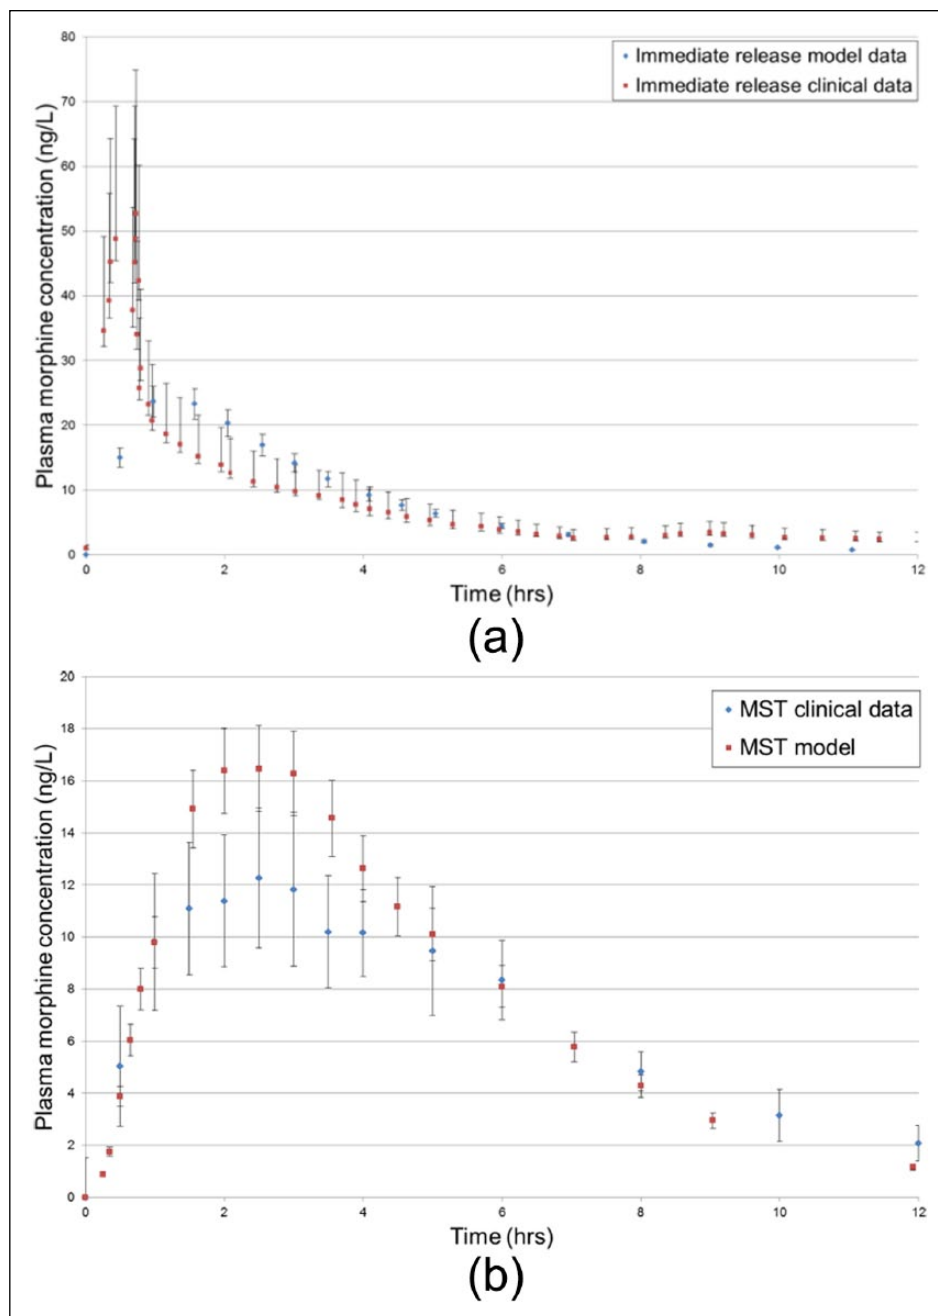 80
70
60
50
40
30
20
10
0
Plasma morphine concentration (ng/L)
Immediate release model data
Immediate release clinical data
0 2 4 6 8 10 12
Time (hrs)
(a)
20
18
16
14
12
10
8
6
4
2
0
Plasma morphine concentration (ng/L)
MST clinical data
MST model
0 2 4 6 8 10 12
Time (hrs)
(b)